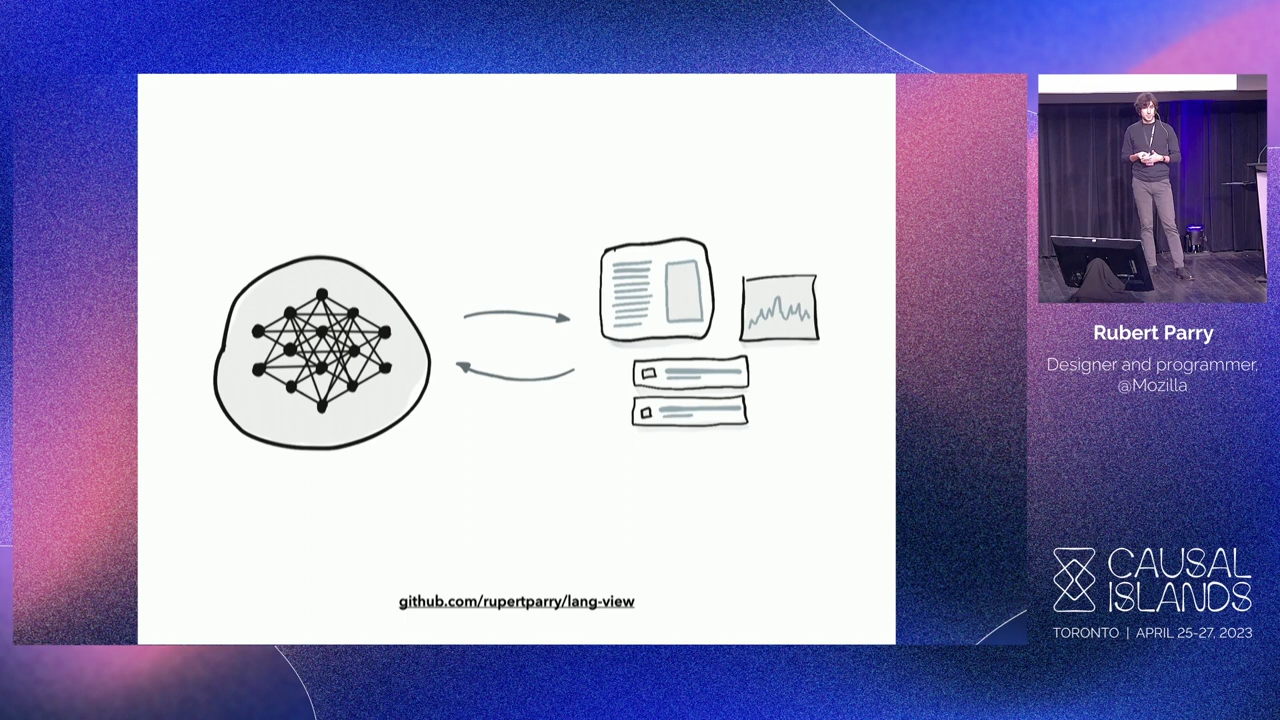 github.com/rupertparry/lang-view
Rubert Parry
Designer and programmer,
@Mozilla
CAUSAL
ISLANDS
TORONTO | APRIL 25-27, 2023